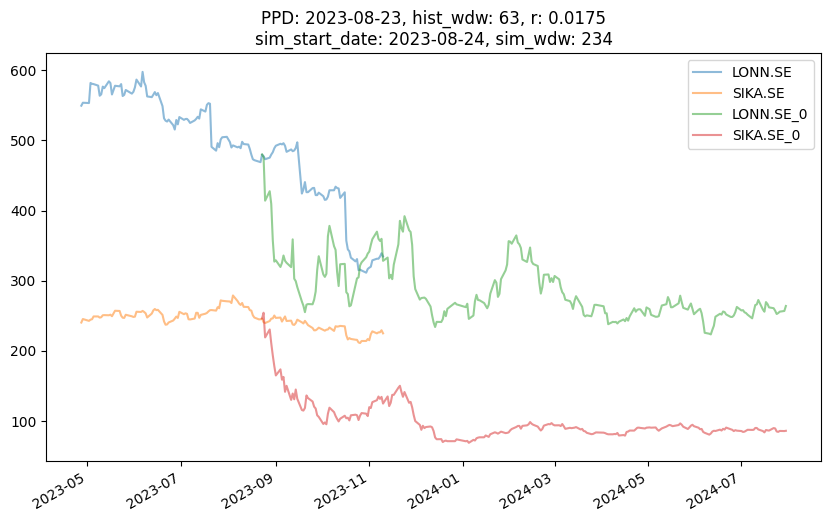 PPD: 2023-08-23, hist_wdw: 63, r: 0.0175
sim_start_date: 2023-08-24, sim_wdw: 234
LONN.SE
SIKA.SE
LONN.SE_0
SIKA.SE_0
600
500
400
300
200
100
2023-05
2023-07
2023-09
2023-11
2024-01
2024-03
2024-05
2024-07